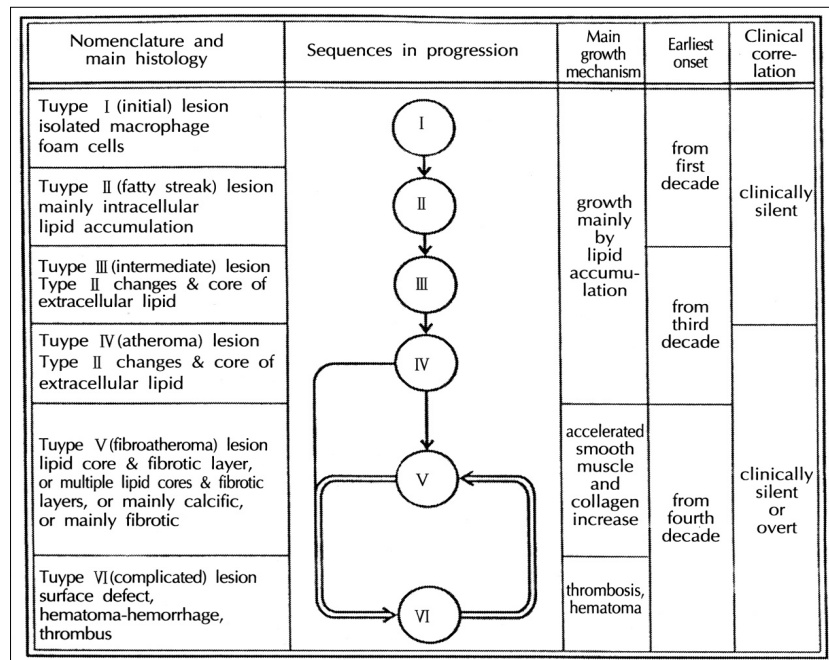 Nomenclature and
main histology
Sequences in progression
Main
growth
mechanism
Earliest
onset
Clinical
corre-
lation
Tuype Ⅰ (initial) lesion
isolated macrophage
foam cells
Tuype Ⅱ (fatty streak) lesion
mainly intracellular
lipid accumulation
Tuype Ⅲ (intermediate) lesion
Type Ⅱ changes & core of
extracellular lipid
Tuype Ⅳ (atheroma) lesion
Type Ⅱ changes & core of
extracellular lipid
Tuype Ⅴ (fibroatheroma) lesion
lipid core & fibrotic layer,
or multiple lipid cores & fibrotic
layers, or mainly calcific,
or mainly fibrotic
Tuype Ⅵ (complicated) lesion
surface defect,
hematoma-hemorrhage,
thrombus
Ⅰ
Ⅱ
Ⅲ
Ⅳ
Ⅴ
Ⅵ
growth
mainly
by
lipid
accumu-
lation
accelerated
smooth
muscle
and
collagen
increase
thrombosis,
hematoma
from
first
decade
from
third
decade
from
fourth
decade
clinically
silent
clinically
silent
or
overt